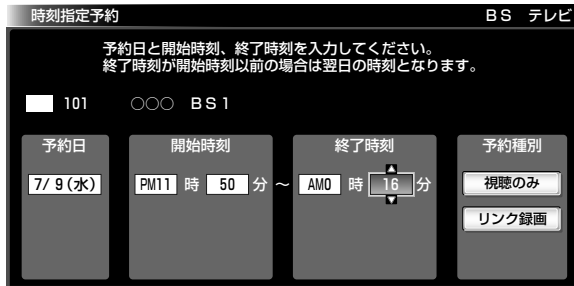 時刻指定予約 BS テレビ
予約日と開始時刻、終了時刻を入力してください。
終了時刻が開始時刻以前の場合は翌日の時刻となります。
101 ○○○ BS1
予約日 開始時刻 終了時刻 予約種別
7/ 9(水) PM11 時 50 分 ~ AM0 時 16 分 視聴のみ
リンク録画